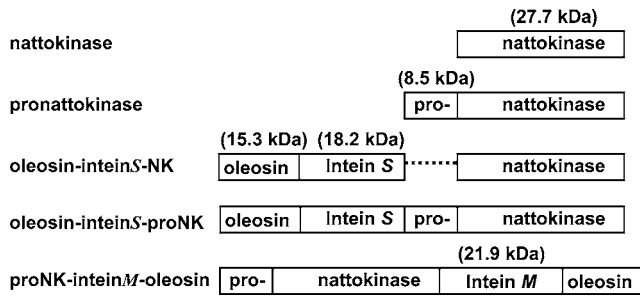 (27.7 kDa)
nattokinase nattokinase
(8.5 kDa)
pronattokinase pro- nattokinase
(15.3 kDa) (18.2 kDa)
oleosin-inteinS-NK oleosin Intein S nattokinase
oleosin-inteinS-proNK oleosin Intein S pro- nattokinase
(21.9 kDa)
proNK-inteinM-oleosin pro- nattokinase Intein M oleosin